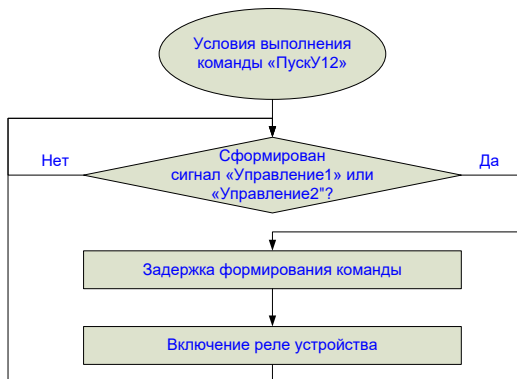 Условия выполнения
команды «ПускУ12»
Нет
Сформирован
сигнал «Управление1» или
«Управление2"?
Да
Задержка формирования команды
Включение реле устройства